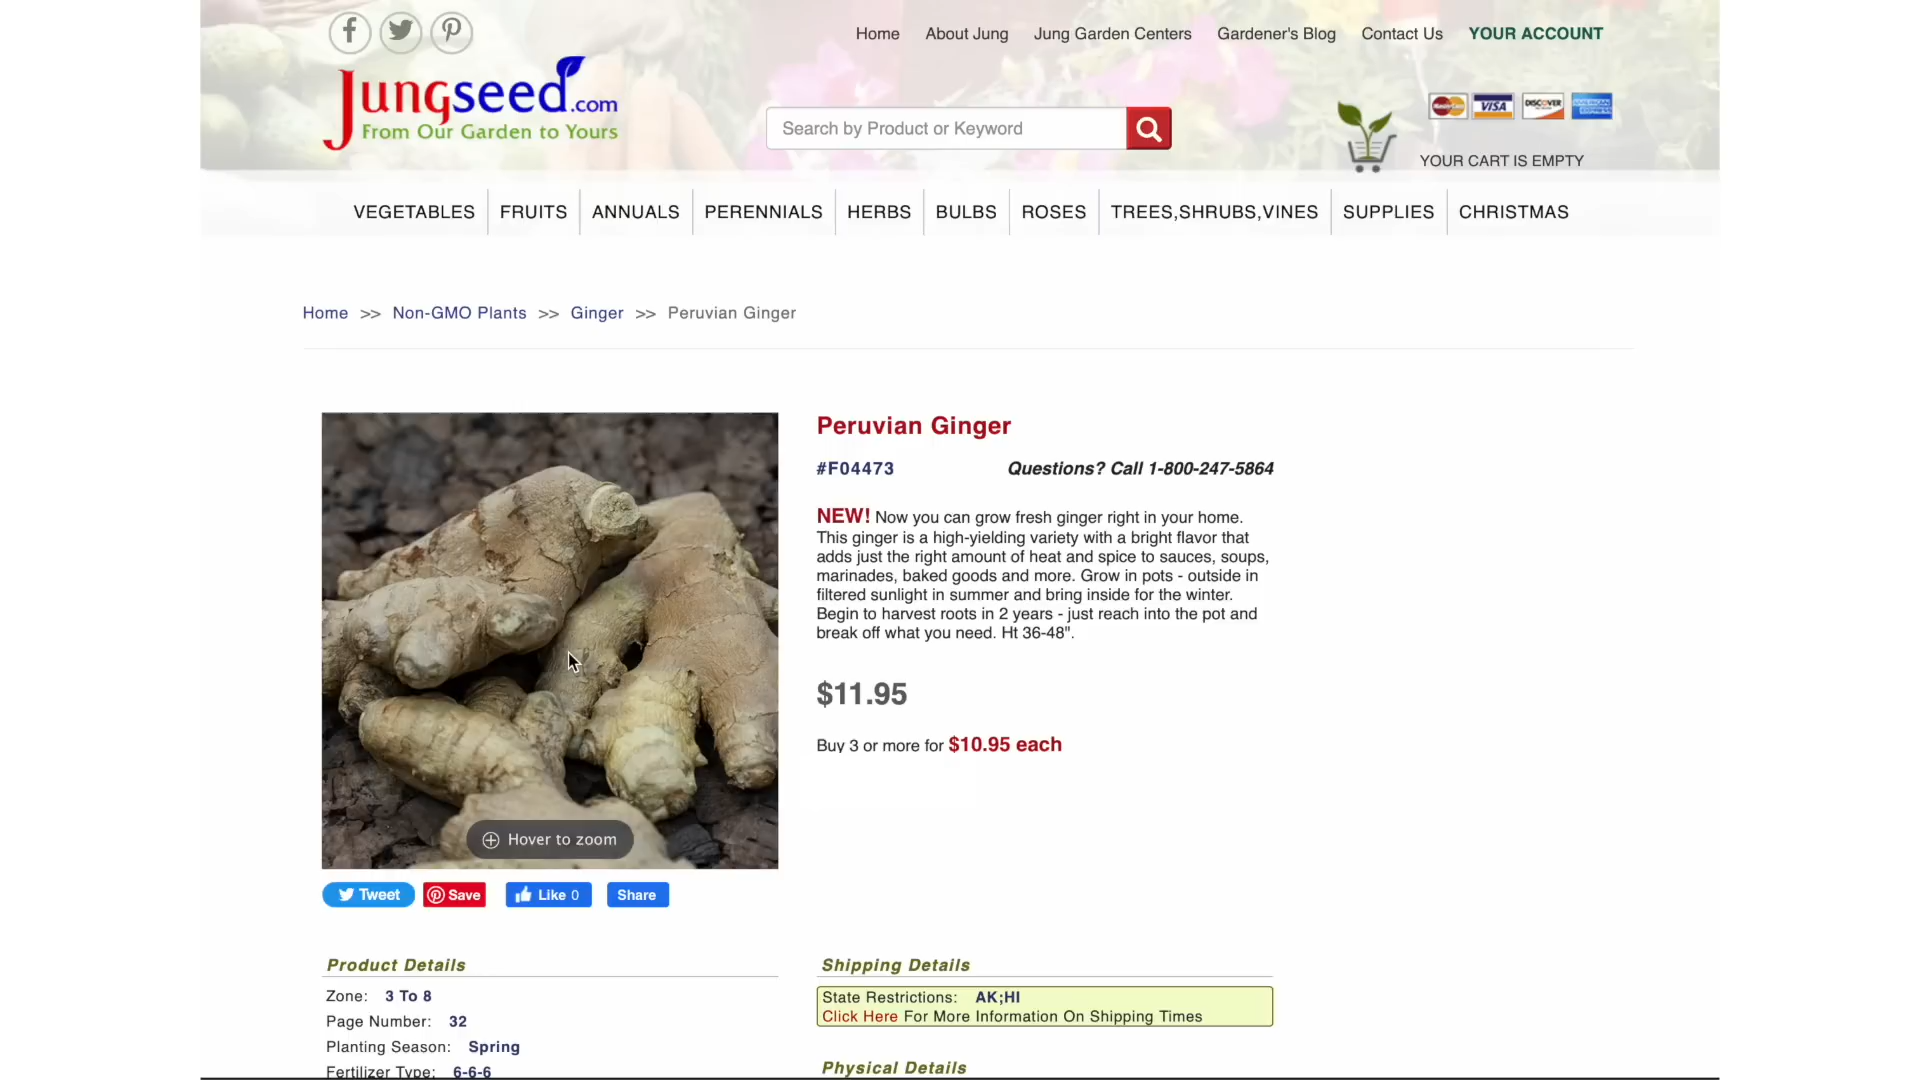 Home About Jung Jung Garden Centers Gardener's Blog Contact Us YOUR ACCOUNT
Jungseed.com
From Our Garden to Yours
Search by Product or Keyword
MasterCard VISA DISCOVER
YOUR CART IS EMPTY
VEGETABLES FRUITS ANNUALS PERENNIALS HERBS BULBS ROSES TREES,SHRUBS,VINES SUPPLIES CHRISTMAS
Home >> Non-GMO Plants >> Ginger >> Peruvian Ginger
Peruvian Ginger
#F04473 Questions? Call 1-800-247-5864
NEW! Now you can grow fresh ginger right in your home.
This ginger is a high-yielding variety with a bright flavor that
adds just the right amount of heat and spice to sauces, soups,
marinades, baked goods and more. Grow in pots - outside in
filtered sunlight in summer and bring inside for the winter.
Begin to harvest roots in 2 years - just reach into the pot and
break off what you need. Ht 36-48".
$11.95
Buy 3 or more for $10.95 each
Hover to zoom
Tweet Save Like 0 Share
Product Details
Zone: 3 To 8
Page Number: 32
Planting Season: Spring
Fertilizer Type: 6-6-6
Shipping Details
State Restrictions: AK;HI
Click Here For More Information On Shipping Times
Physical Details